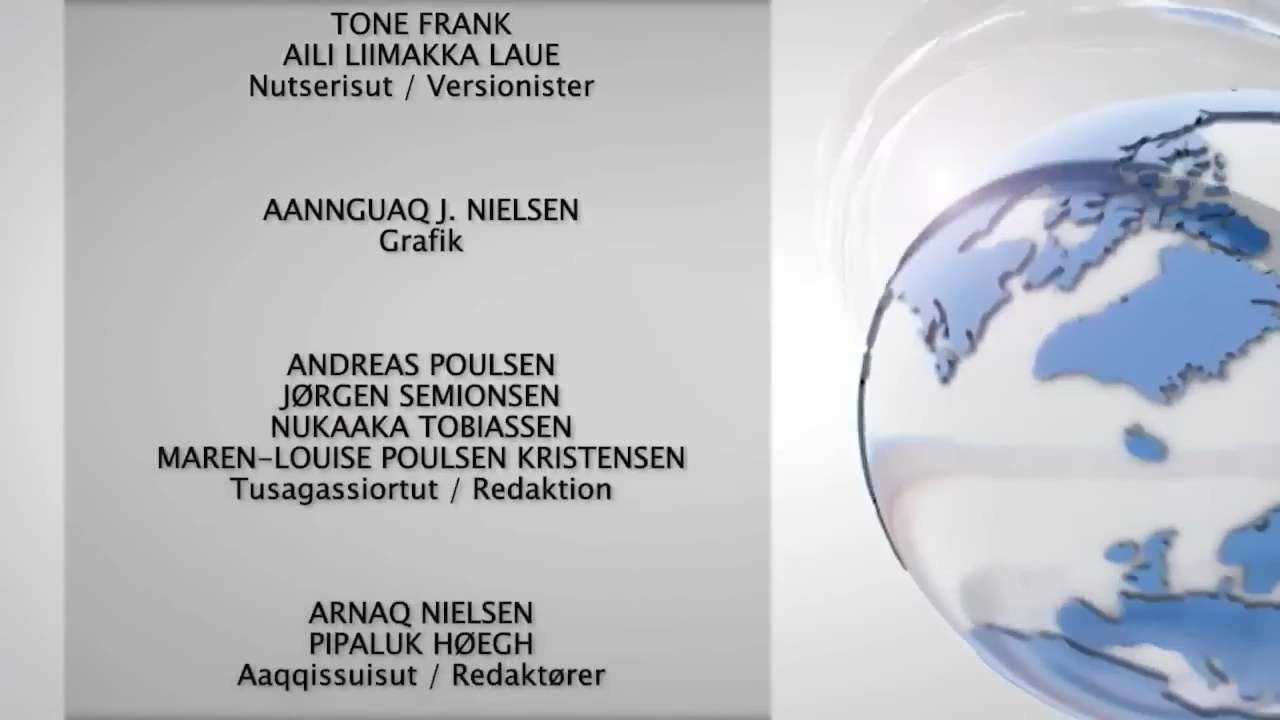 TONE FRANK
AILI LIIMAKKA LAUE
Nutserisut / Versionister
AANNGUAQ J. NIELSEN
Grafik
ANDREAS POULSEN
JØRGEN SEMIONSEN
NUKAAKA TOBIASSEN
MAREN-LOUISE POULSEN KRISTENSEN
Tusagassiortut / Redaktion
ARNAQ NIELSEN
PIPALUK HØEGH
Aaqqissuisut / Redaktører